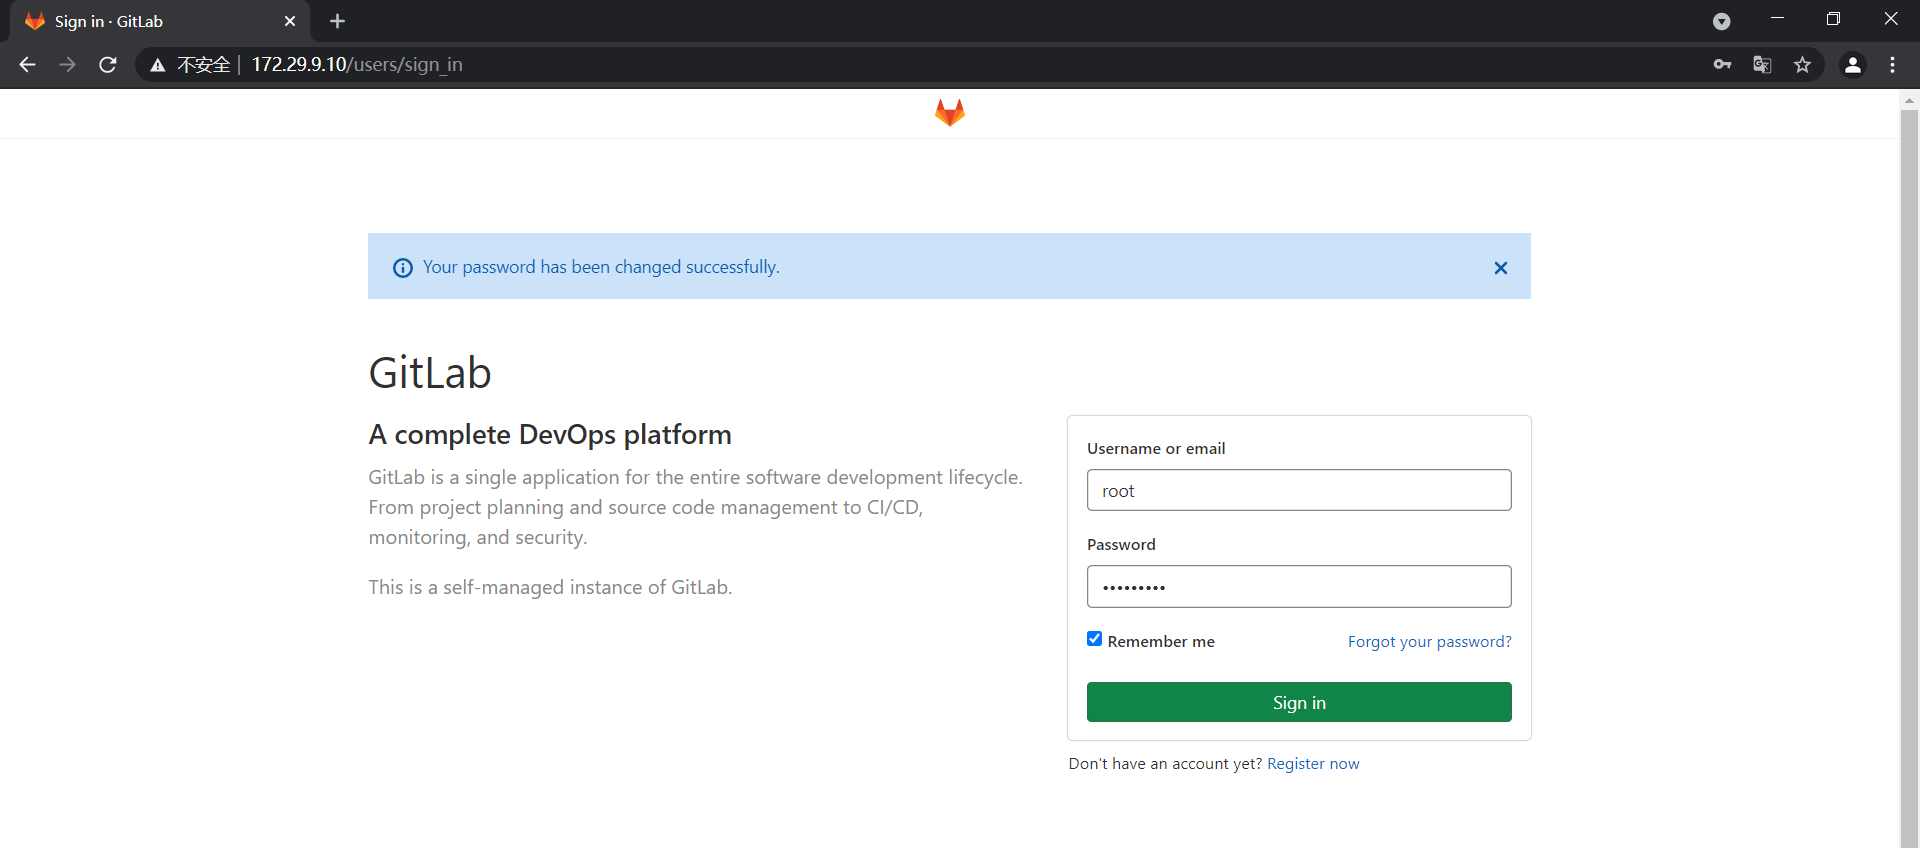 Sign in · GitLab
不安全 | 172.29.9.10/users/sign_in
Your password has been changed successfully.
GitLab
A complete DevOps platform
GitLab is a single application for the entire software development lifecycle.
From project planning and source code management to CI/CD,
monitoring, and security.
This is a self-managed instance of GitLab.
Username or email
root
Password
•••••••••
Remember me
Forgot your password?
Sign in
Don't have an account yet? Register now